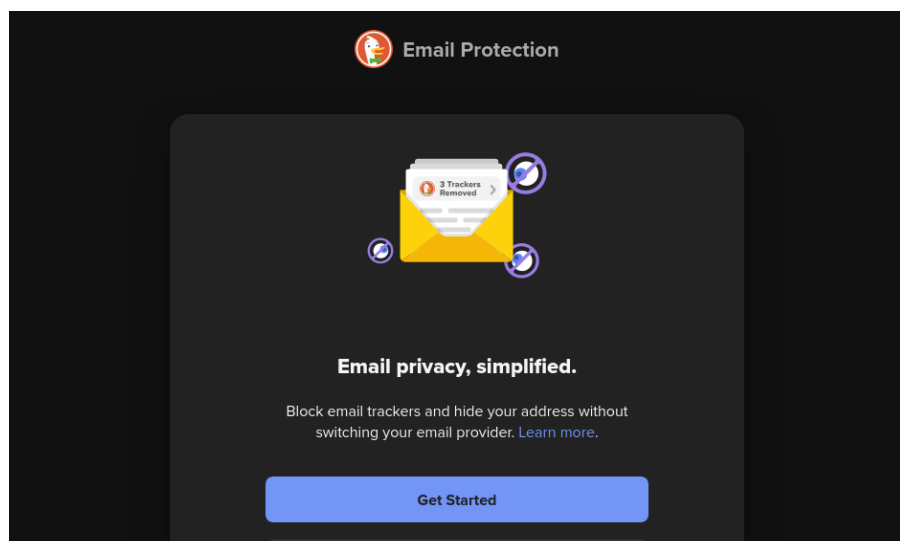 Email Protection
3 Trackers
Removed
Email privacy, simplified.
Block email trackers and hide your address without
switching your email provider. Learn more.
Get Started